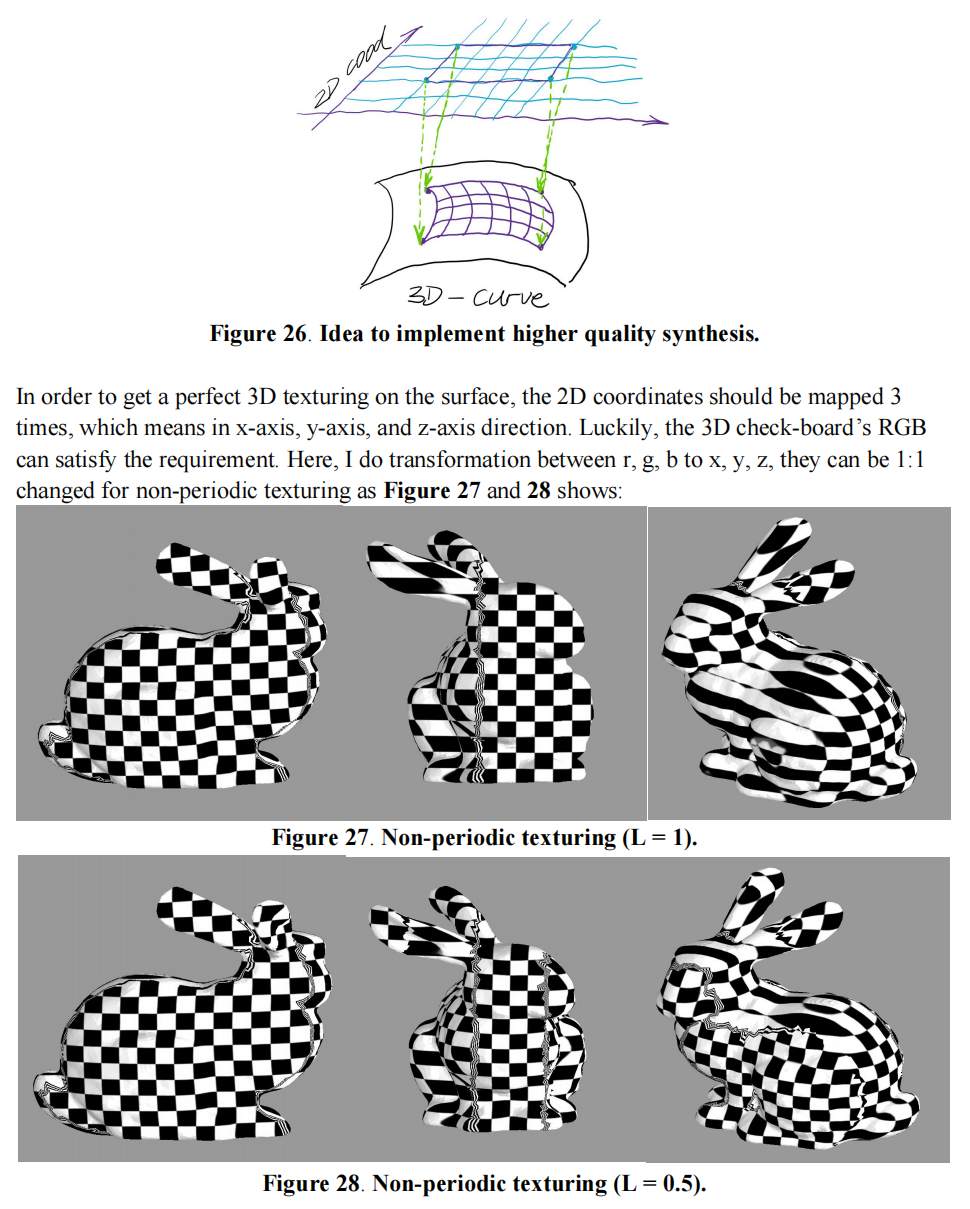 2D cood
3D - curve
Figure 26. Idea to implement higher quality synthesis.
In order to get a perfect 3D texturing on the surface, the 2D coordinates should be mapped 3
times, which means in x-axis, y-axis, and z-axis direction. Luckily, the 3D check-board’s RGB
can satisfy the requirement. Here, I do transformation between r, g, b to x, y, z, they can be 1:1
changed for non-periodic texturing as Figure 27 and 28 shows:
Figure 27. Non-periodic texturing (L = 1).
Figure 28. Non-periodic texturing (L = 0.5).